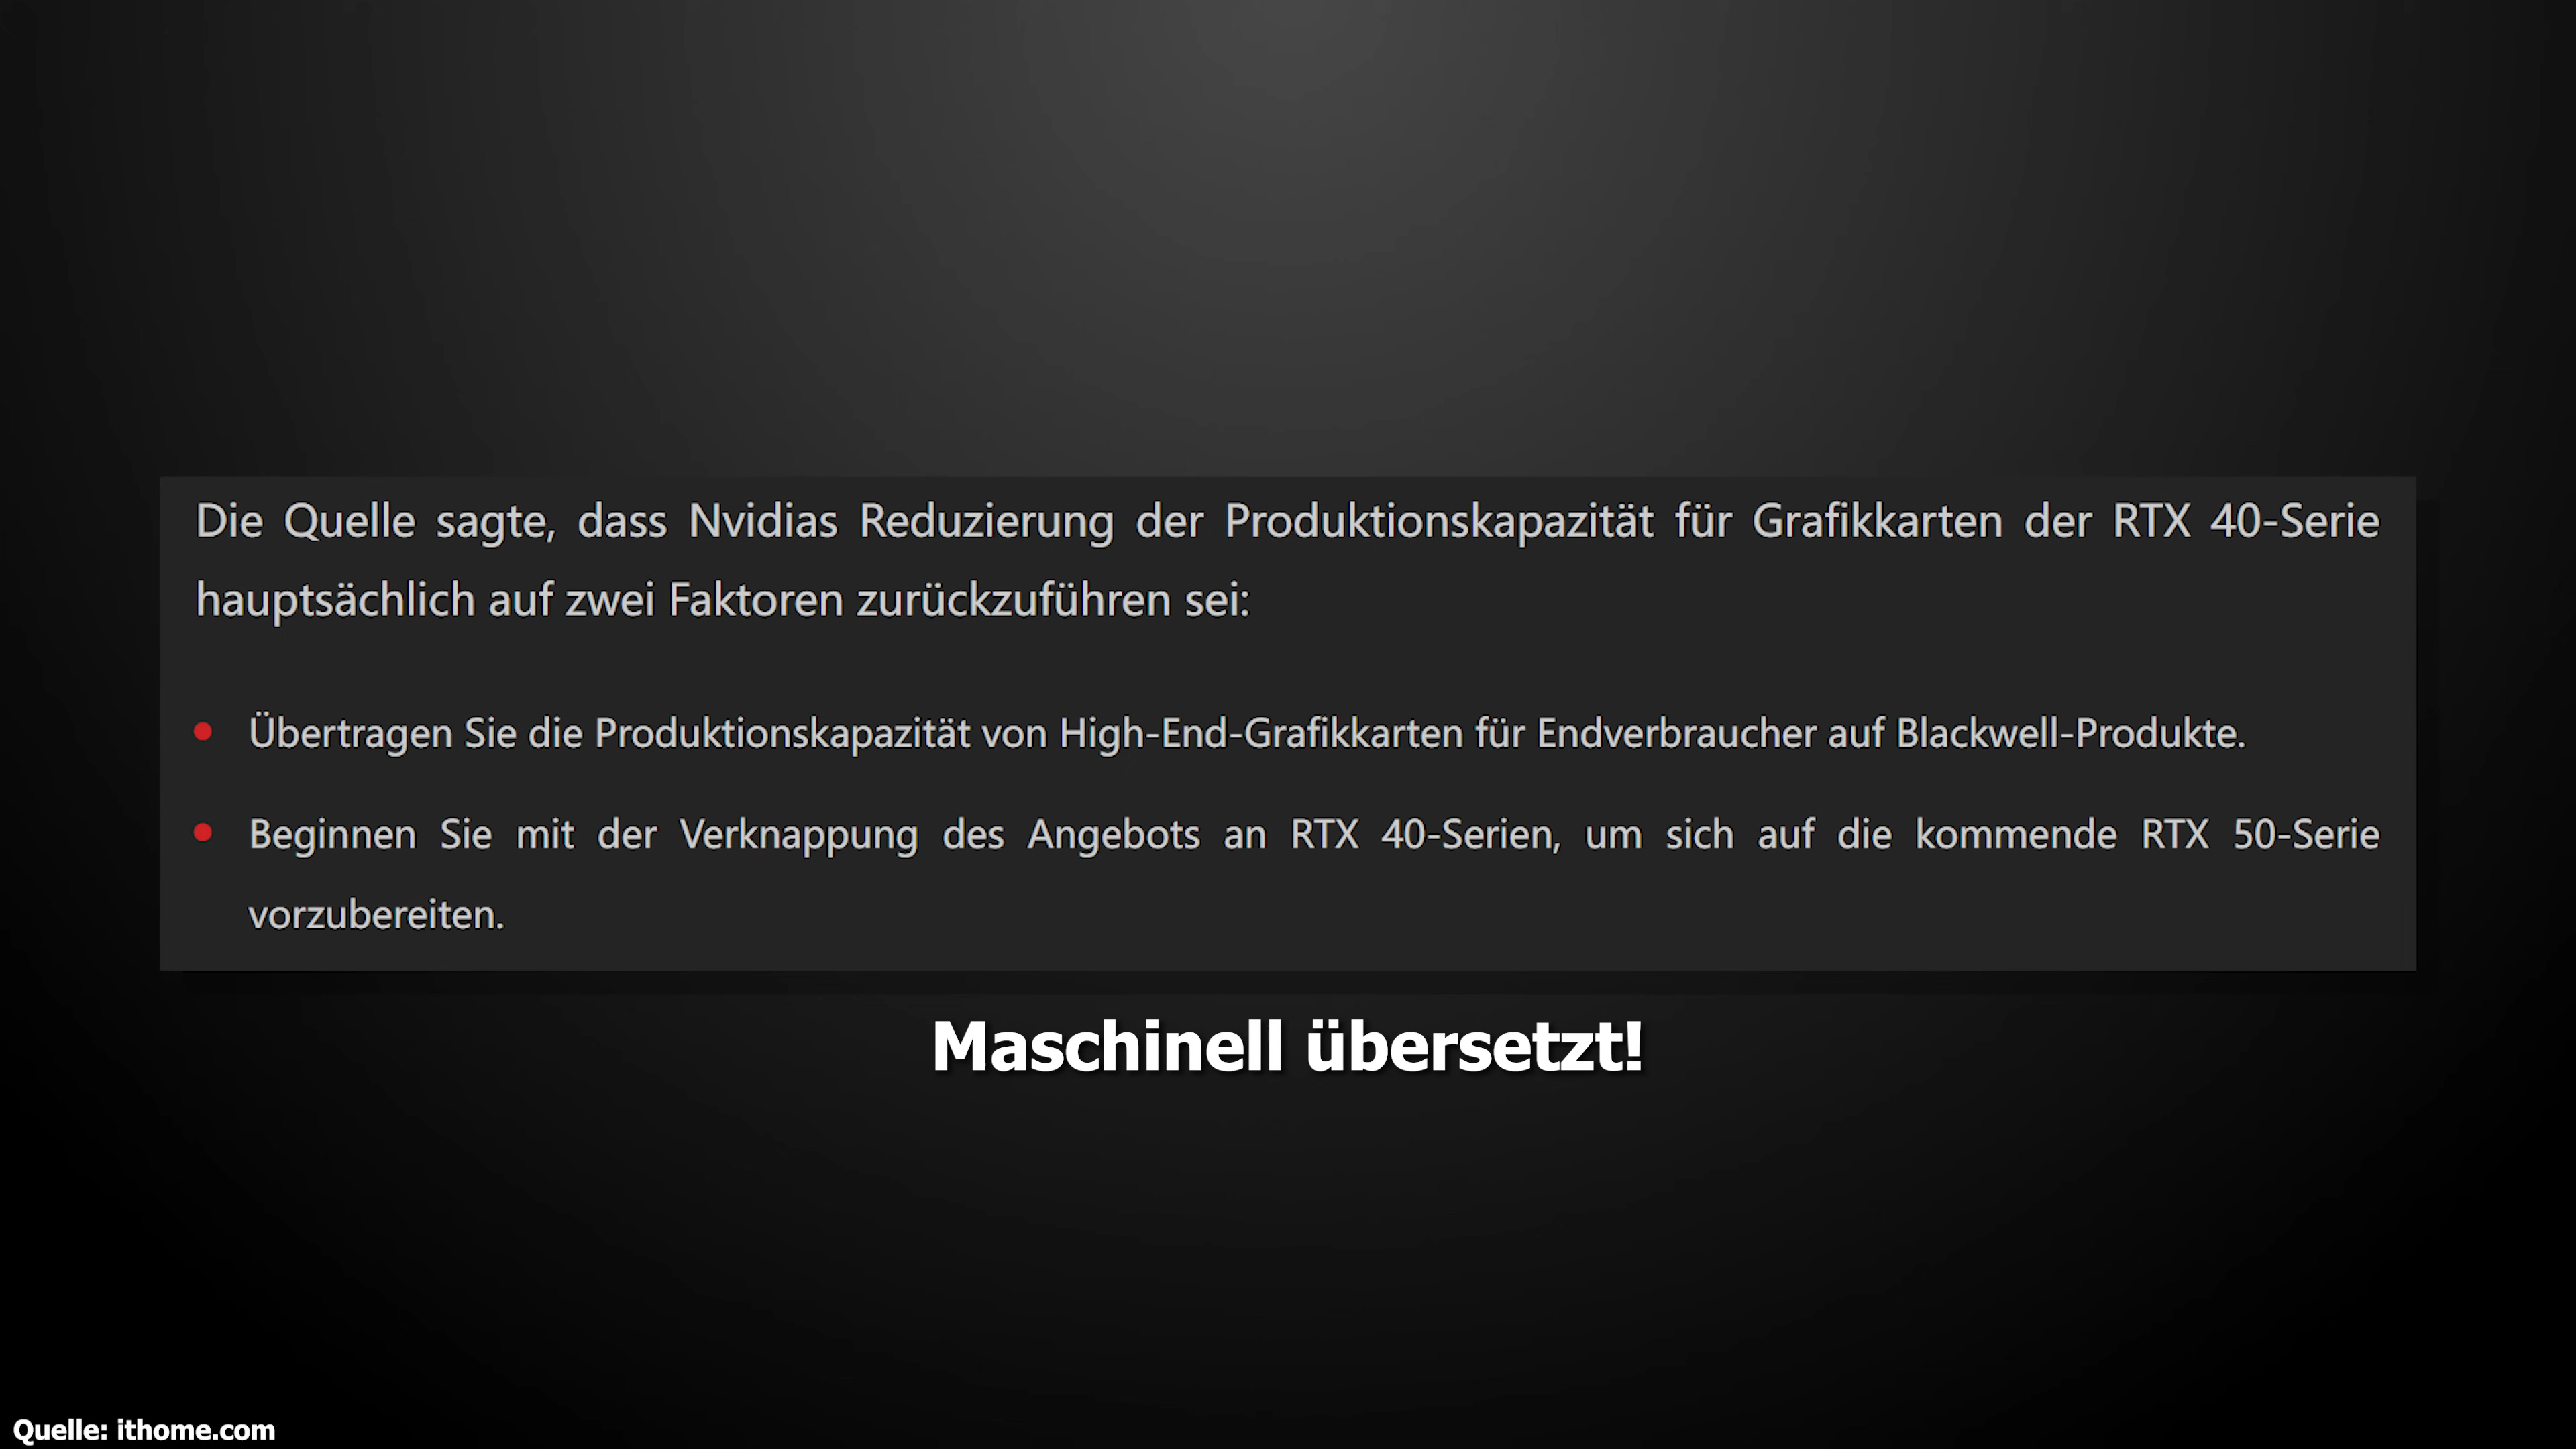 Die Quelle sagte, dass Nvidias Reduzierung der Produktionskapazität für Grafikkarten der RTX 40-Serie
hauptsächlich auf zwei Faktoren zurückzuführen sei:
Übertragen Sie die Produktionskapazität von High-End-Grafikkarten für Endverbraucher auf Blackwell-Produkte.
Beginnen Sie mit der Verknappung des Angebots an RTX 40-Serien, um sich auf die kommende RTX 50-Serie
vorzubereiten.
Maschinell übersetzt!
Quelle: ithome.com